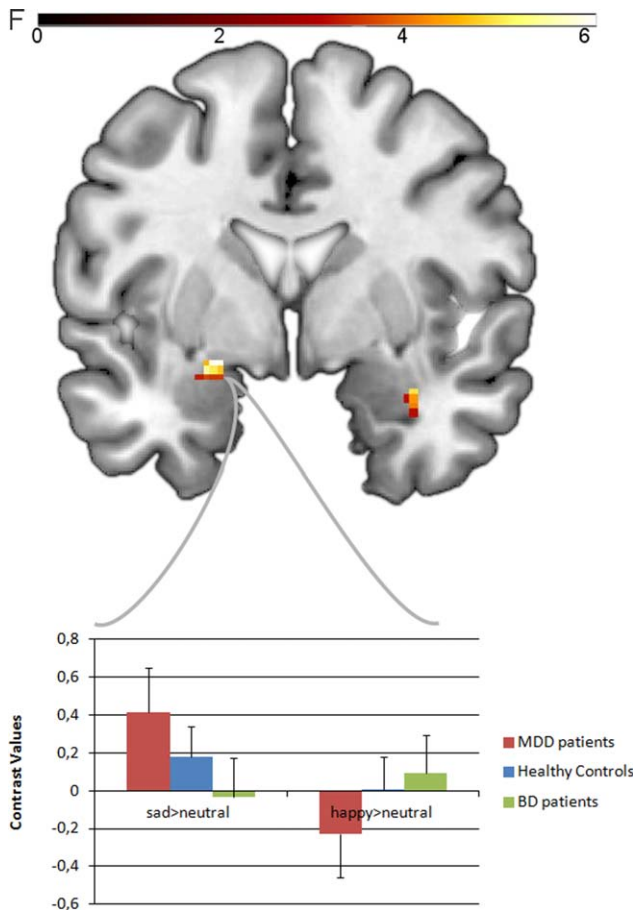 F
0 2 4 6
0,8
0,6
0,4
0,2
0
-0,2
-0,4
-0,6
Contrast Values
sad>neutral
happy>neutral
MDD patients
Healthy Controls
BD patients